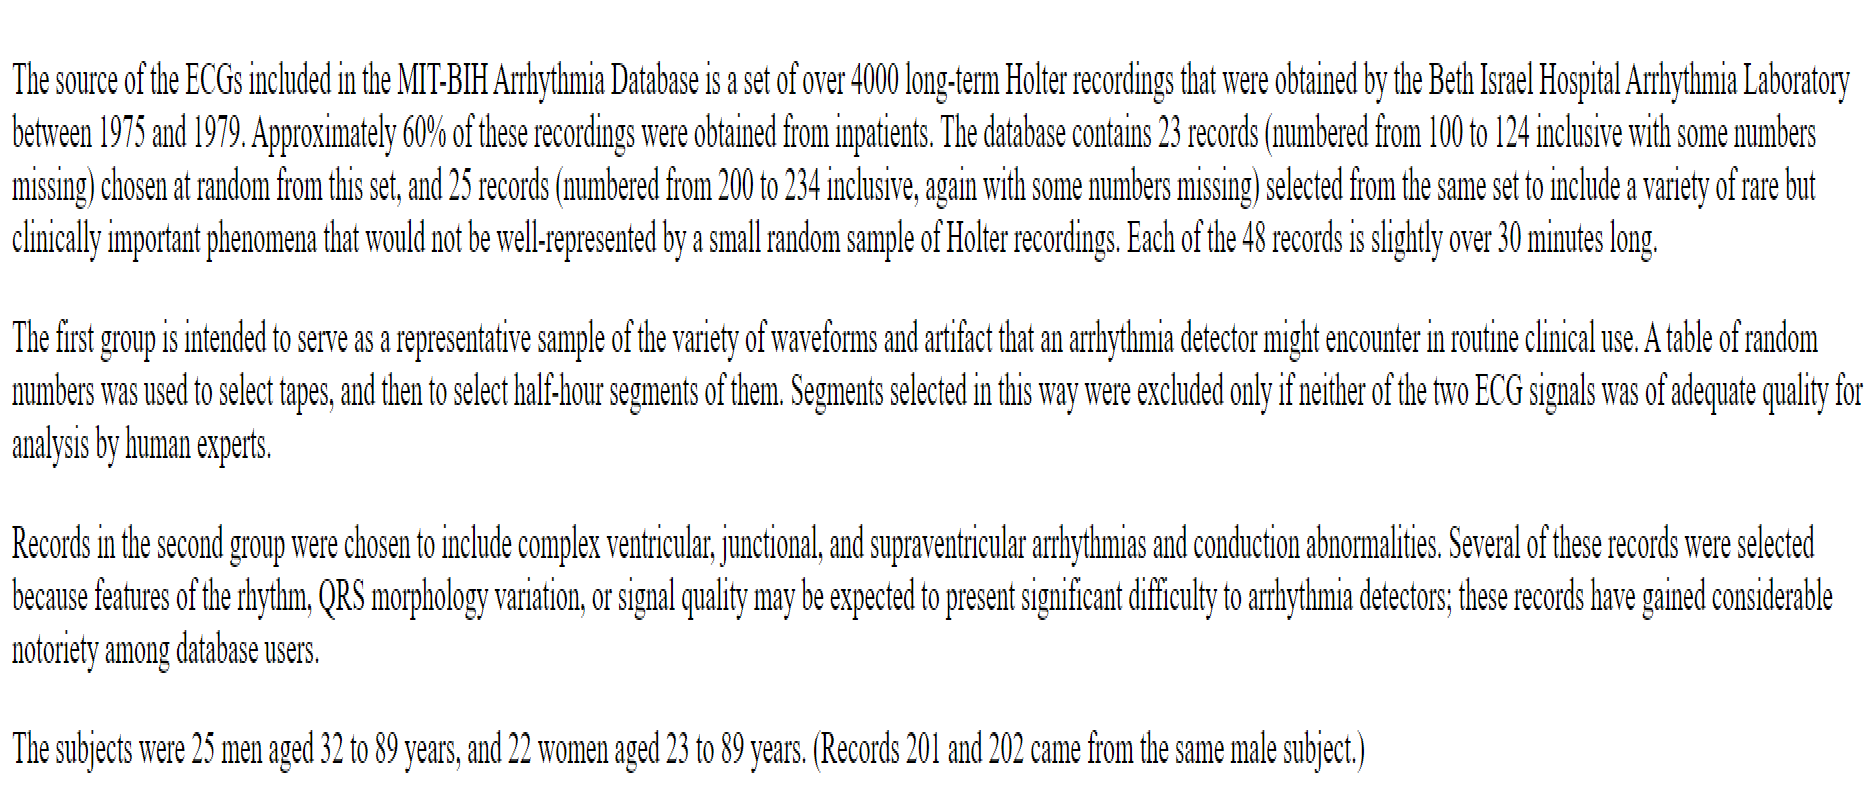 The source of the ECGs included in the MIT-BIH Arrhythmia Database is a set of over 4000 long-term Holter recordings that were obtained by the Beth Israel Hospital Arrhythmia Laboratory
between 1975 and 1979. Approximately 60% of these recordings were obtained from inpatients. The database contains 23 records (numbered from 100 to 124 inclusive with some numbers
missing) chosen at random from this set, and 25 records (numbered from 200 to 234 inclusive, again with some numbers missing) selected from the same set to include a variety of rare but
clinically important phenomena that would not be well-represented by a small random sample of Holter recordings. Each of the 48 records is slightly over 30 minutes long.
The first group is intended to serve as a representative sample of the variety of waveforms and artifact that an arrhythmia detector might encounter in routine clinical use. A table of random
numbers was used to select tapes, and then to select half-hour segments of them. Segments selected in this way were excluded only if neither of the two ECG signals was of adequate quality for
analysis by human experts.
Records in the second group were chosen to include complex ventricular, junctional, and supraventricular arrhythmias and conduction abnormalities. Several of these records were selected
because features of the rhythm, QRS morphology variation, or signal quality may be expected to present significant difficulty to arrhythmia detectors; these records have gained considerable
notoriety among database users.
The subjects were 25 men aged 32 to 89 years, and 22 women aged 23 to 89 years. (Records 201 and 202 came from the same male subject.)